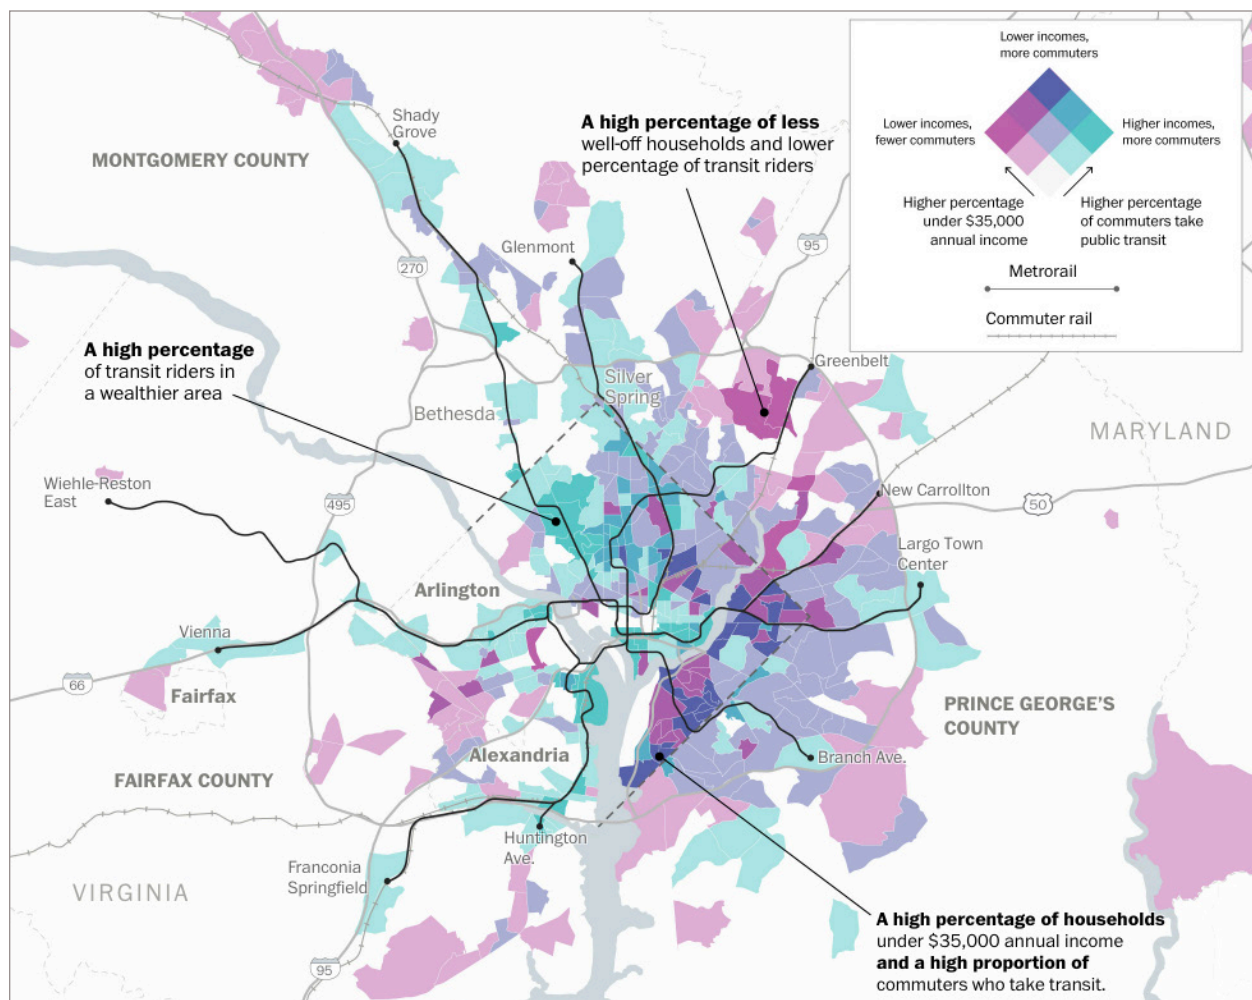 Lower incomes,
more commuters
Lower incomes,
fewer commuters
Higher incomes,
more commuters
Higher percentage
under $35,000
annual income
Higher percentage
of commuters take
public transit
Metrorail
Commuter rail
Shady
Grove
MONTGOMERY COUNTY
A high percentage of less
well-off households and lower
percentage of transit riders
Glenmont
95
270
A high percentage
of transit riders in
a wealthier area
Greenbelt
Silver
Spring
Bethesda
MARYLAND
Wiehle-Reston
East
New Carrollton
495
50
Largo Town
Center
Arlington
Vienna
66
Fairfax
PRINCE GEORGE'S
COUNTY
Alexandria
Branch Ave.
FAIRFAX COUNTY
Huntington
Ave.
Franconia
Springfield
VIRGINIA
A high percentage of households
under $35,000 annual income
and a high proportion of
commuters who take transit.
95